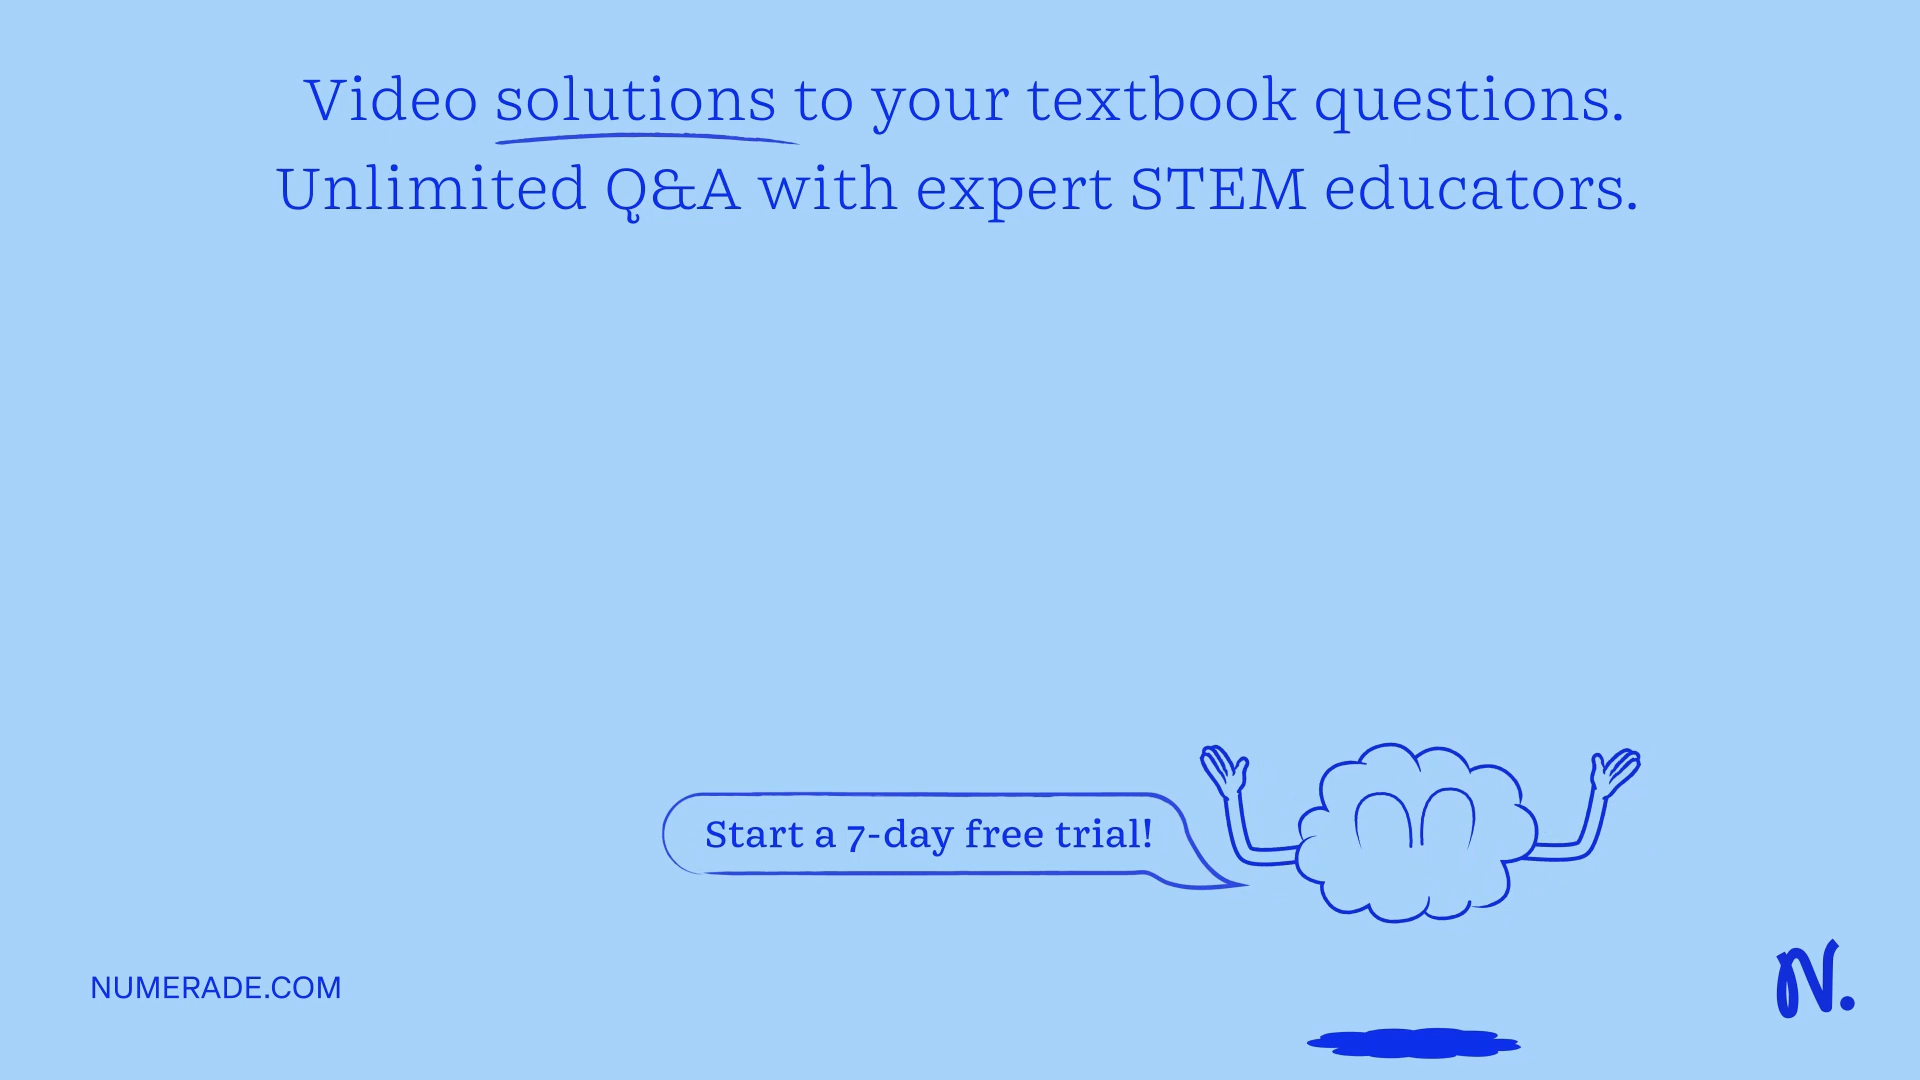 Video solutions to your textbook questions.
Unlimited Q&A with expert STEM educators.
Start a 7-day free trial!
NUMERADE.COM
N.